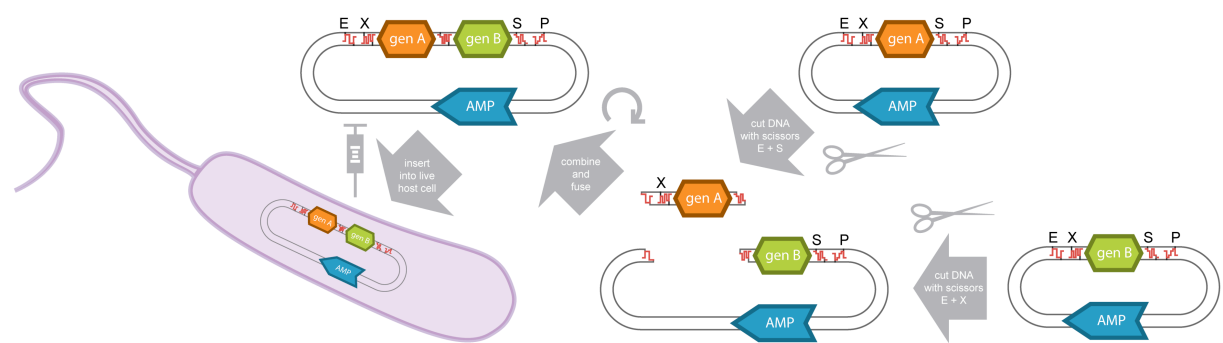 E X S P
gen A gen B
AMP
E X S P
gen A
AMP
cut DNA
with scissors
E + S
insert
into live
host cell
combine
and
fuse
X
gen A
gen A
gen B
AMP
S P
gen B
AMP
cut DNA
with scissors
E + X
E X S P
gen B
AMP